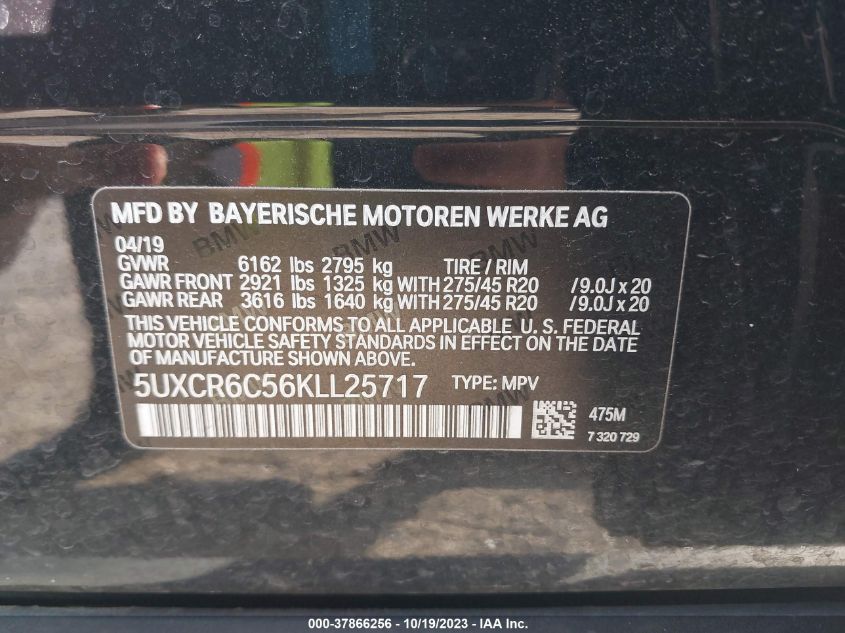 MFD BY BAYERISCHE MOTOREN WERKE AG
04/19
GVWR 6162 lbs 2795 kg TIRE / RIM
GAWR FRONT 2921 lbs 1325 kg WITH 275/45 R20 /9.0J x 20
GAWR REAR 3616 lbs 1640 kg WITH 275/45 R20 /9.0J x 20
THIS VEHICLE CONFORMS TO ALL APPLICABLE U. S. FEDERAL
MOTOR VEHICLE SAFETY STANDARDS IN EFFECT ON THE DATE OF
MANUFACTURE SHOWN ABOVE.
5UXCR6C56KLL25717 TYPE: MPV
475M
7 320 729
000-37866256 - 10/19/2023 - IAA Inc.